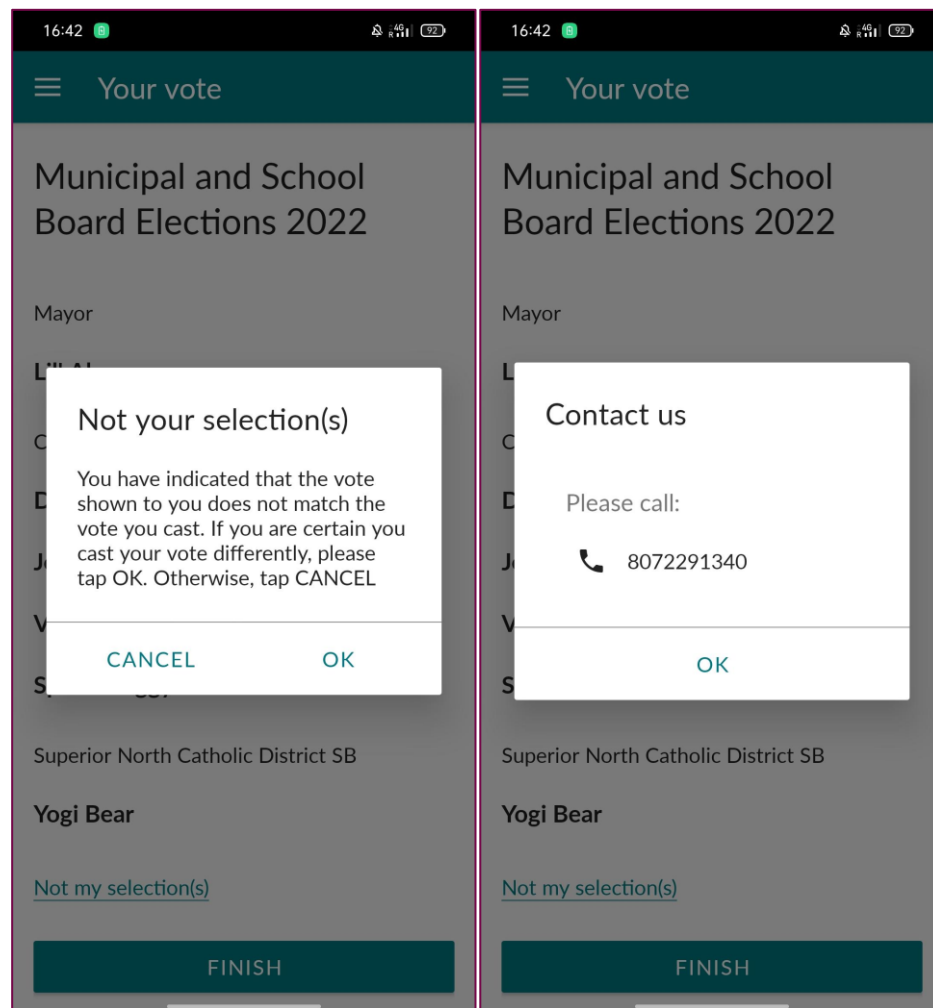 16:42
4G
R
92
Your vote
Municipal and School
Board Elections 2022
Mayor
Not your selection(s)
You have indicated that the vote
shown to you does not match the
vote you cast. If you are certain you
cast your vote differently, please
tap OK. Otherwise, tap CANCEL
CANCEL OK
Superior North Catholic District SB
Yogi Bear
Not my selection(s)
FINISH
16:42
4G
R
92
Your vote
Municipal and School
Board Elections 2022
Mayor
Contact us
Please call:
8072291340
OK
Superior North Catholic District SB
Yogi Bear
Not my selection(s)
FINISH